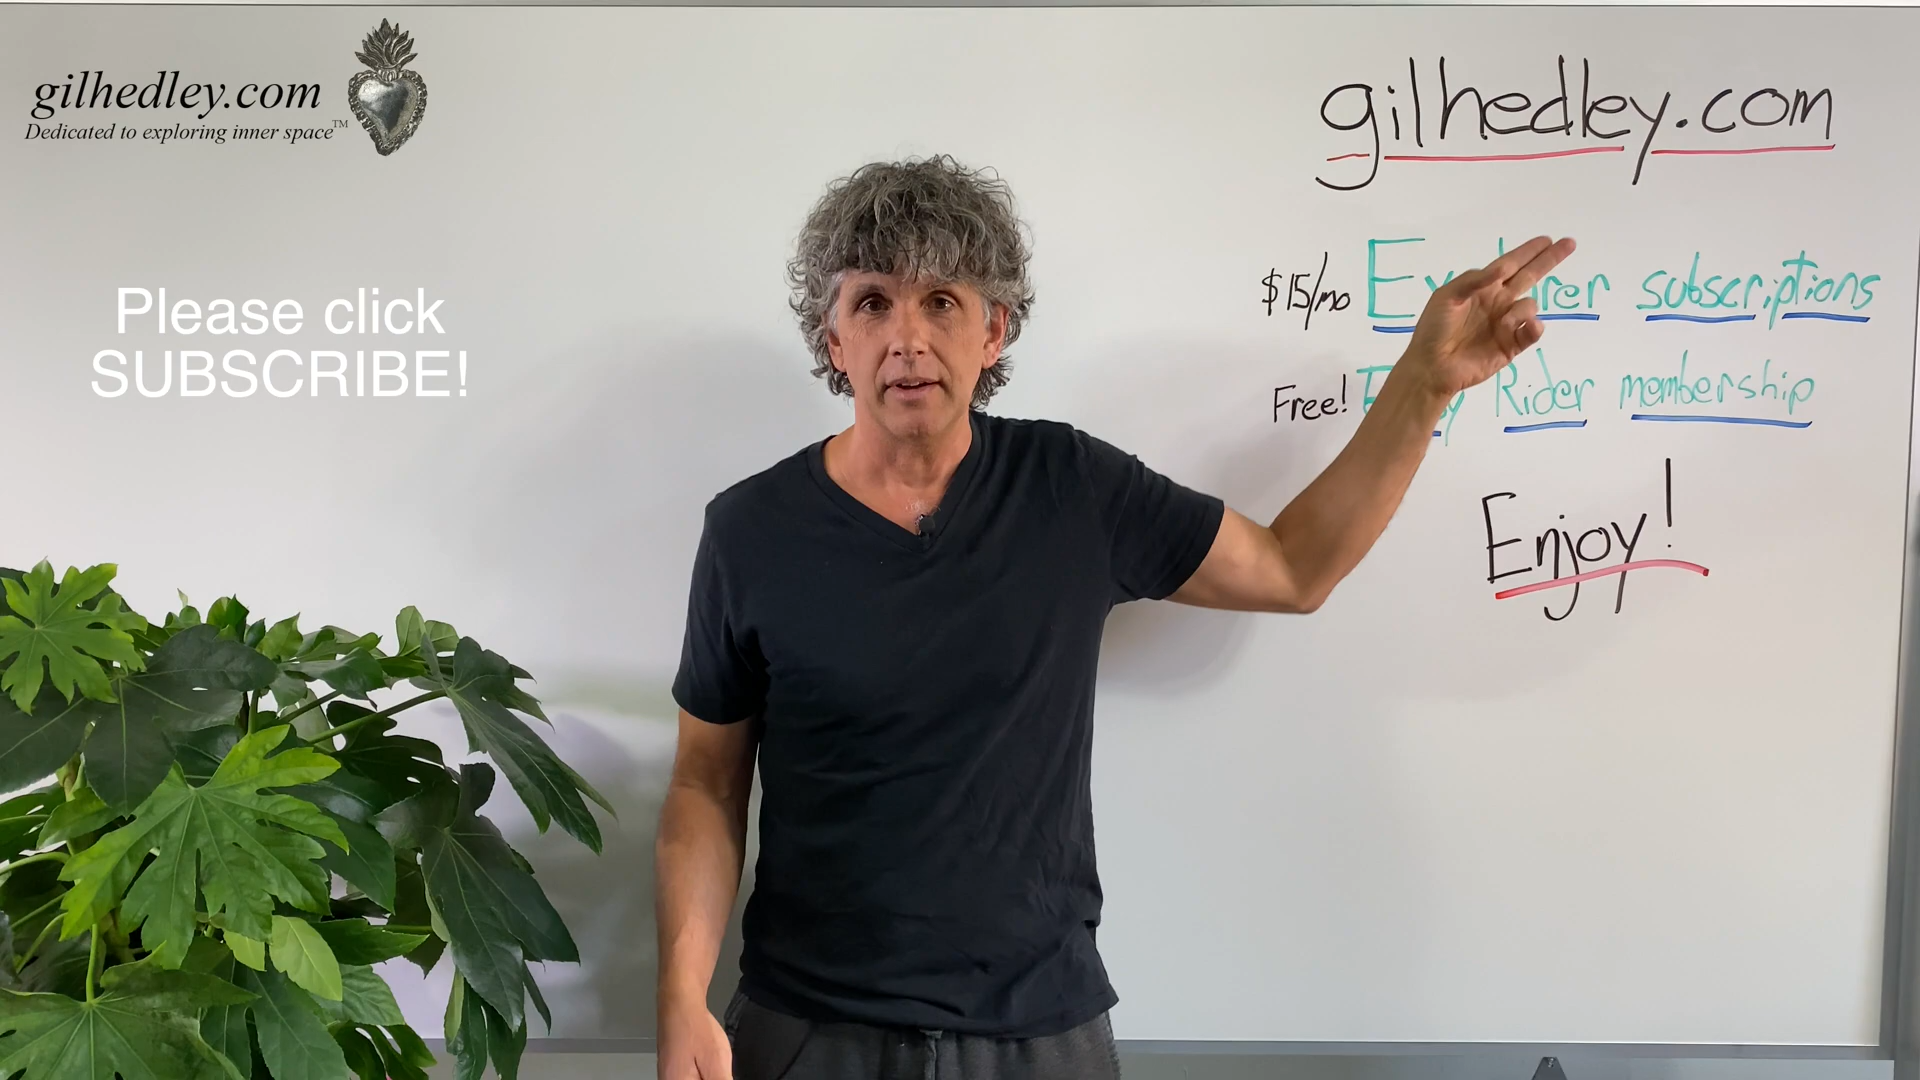 gilhedley.com
Dedicated to exploring inner space™
Please click
SUBSCRIBE!
gilhedley.com
$15/mo subscriptions
Free! Rider membership
Enjoy!